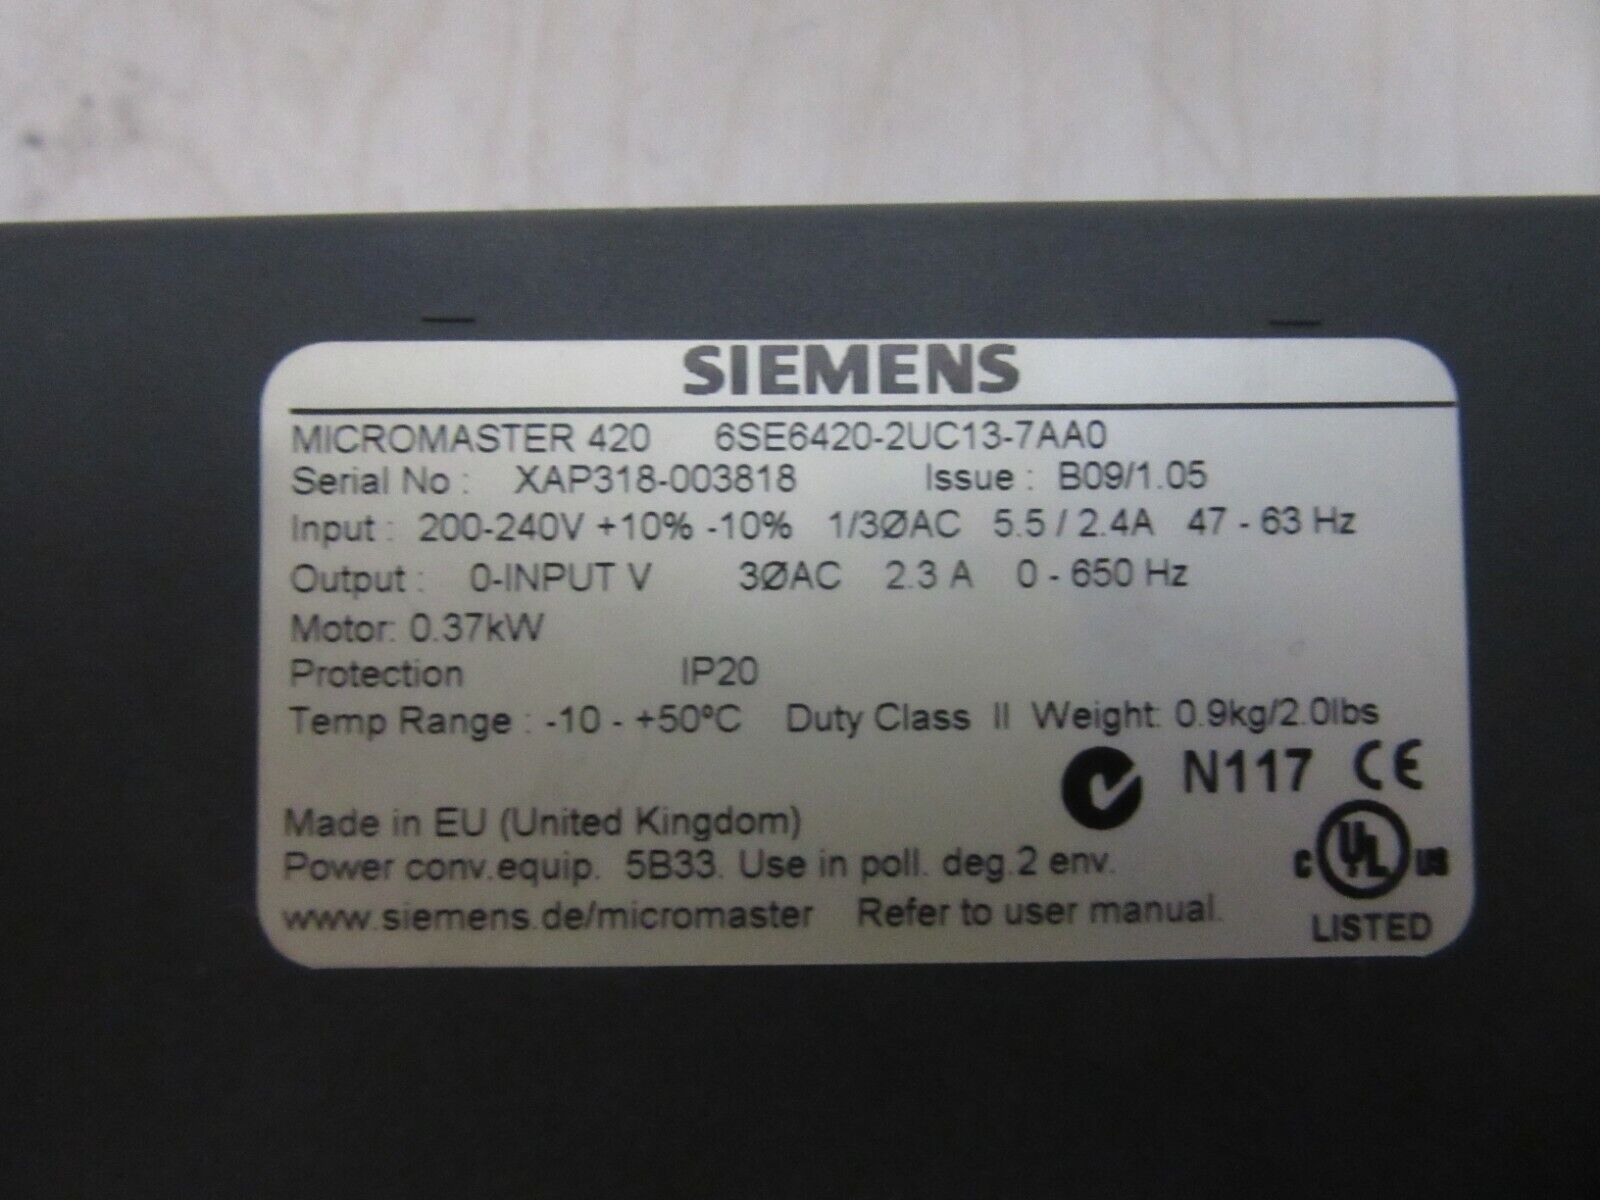 SIEMENS
MICROMASTER 420 6SE6420-2UC13-7AA0
Serial No : XAP318-003818 Issue : B09/1.05
Input : 200-240V +10% -10% 1/3ØAC 5.5 / 2.4A 47 - 63 Hz
Output : 0-INPUT V 3ØAC 2.3 A 0 - 650 Hz
Motor: 0.37kW
Protection IP20
Temp Range : -10 - +50ºC Duty Class II Weight: 0.9kg/2.0lbs
N117 CE
Made in EU (United Kingdom)
Power conv.equip. 5B33. Use in poll. deg.2 env.
C UL US
www.siemens.de/micromaster Refer to user manual.
LISTED